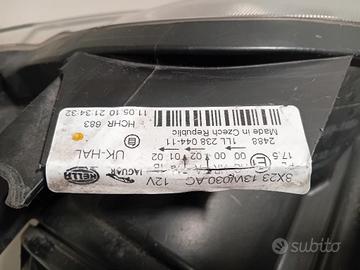 11.05.10 21:34:32
HCHR 683
UK-HAL
HELLA
JAGUAR
12V
Made in Czech Republic
1LL 238 044-11
2488
00 00 02 01 02
17.5
E1
8X23 13W030 AC
subito